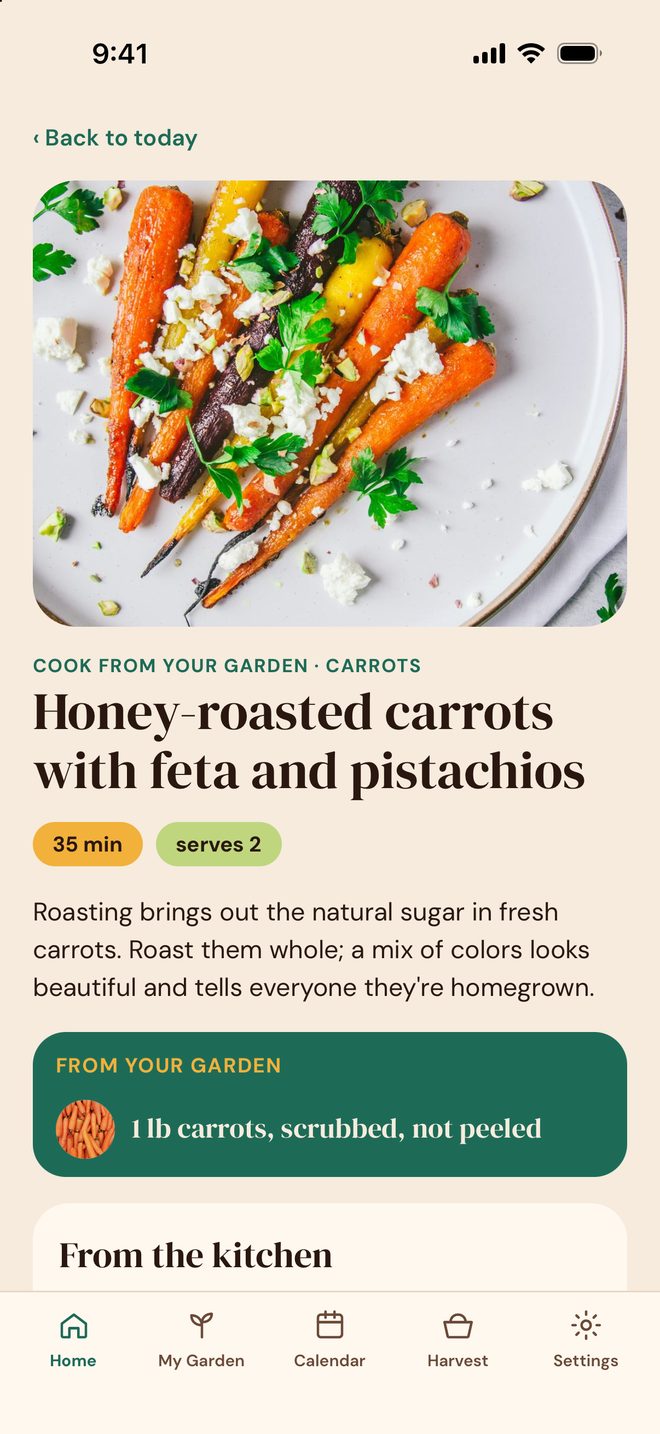 9:41
‹ Back to today
COOK FROM YOUR GARDEN · CARROTS
Honey-roasted carrots
with feta and pistachios
35 min
serves 2
Roasting brings out the natural sugar in fresh
carrots. Roast them whole; a mix of colors looks
beautiful and tells everyone they're homegrown.
FROM YOUR GARDEN
1 lb carrots, scrubbed, not peeled
From the kitchen
Home
My Garden
Calendar
Harvest
Settings